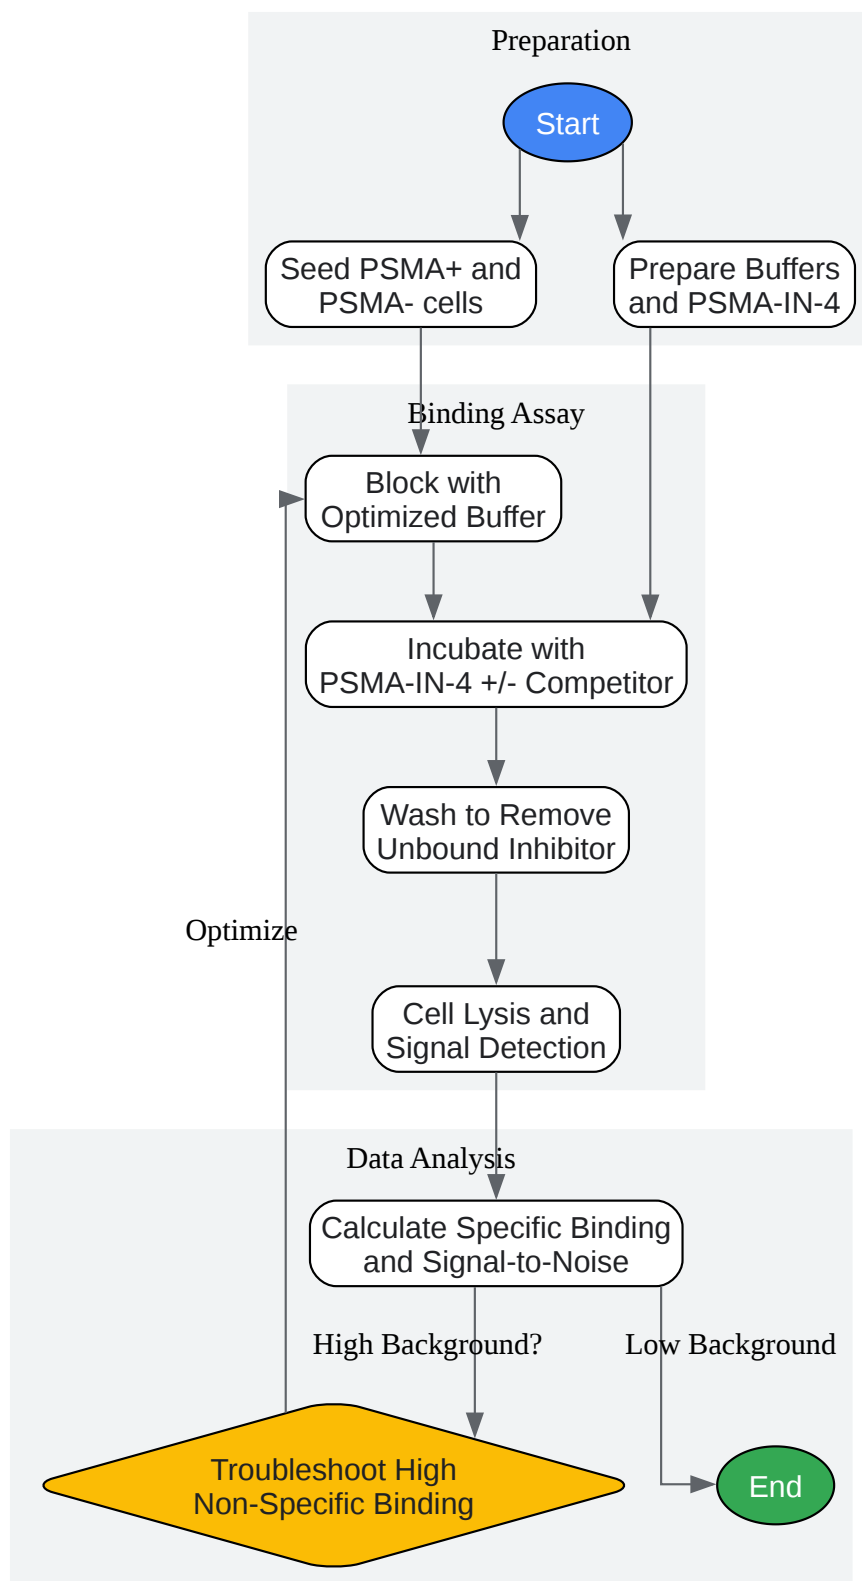 Preparation
Start
Seed PSMA+ and
PSMA- cells
Prepare Buffers
and PSMA-IN-4
Binding Assay
Block with
Optimized Buffer
Incubate with
PSMA-IN-4 +/- Competitor
Wash to Remove
Unbound Inhibitor
Optimize
Cell Lysis and
Signal Detection
Data Analysis
Calculate Specific Binding
and Signal-to-Noise
High Background?
Low Background
Troubleshoot High
Non-Specific Binding
End